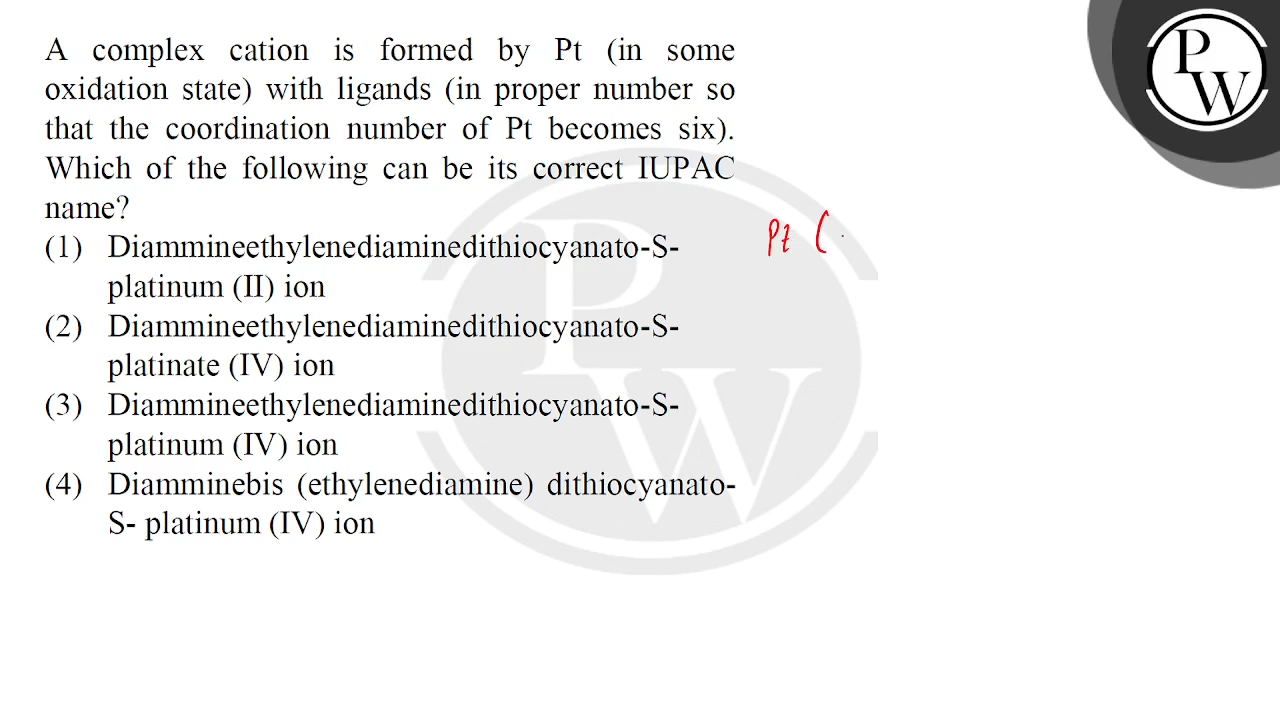 A complex cation is formed by Pt (in some
oxidation state) with ligands (in proper number so
that the coordination number of Pt becomes six).
Which of the following can be its correct IUPAC
name?
(1) Diammineethylenediaminedithiocyanato-S-
platinum (II) ion
(2) Diammineethylenediaminedithiocyanato-S-
platinate (IV) ion
(3) Diammineethylenediaminedithiocyanato-S-
platinum (IV) ion
(4) Diamminebis (ethylenediamine) dithiocyanato-
S- platinum (IV) ion
Pt (
P
W
P
W